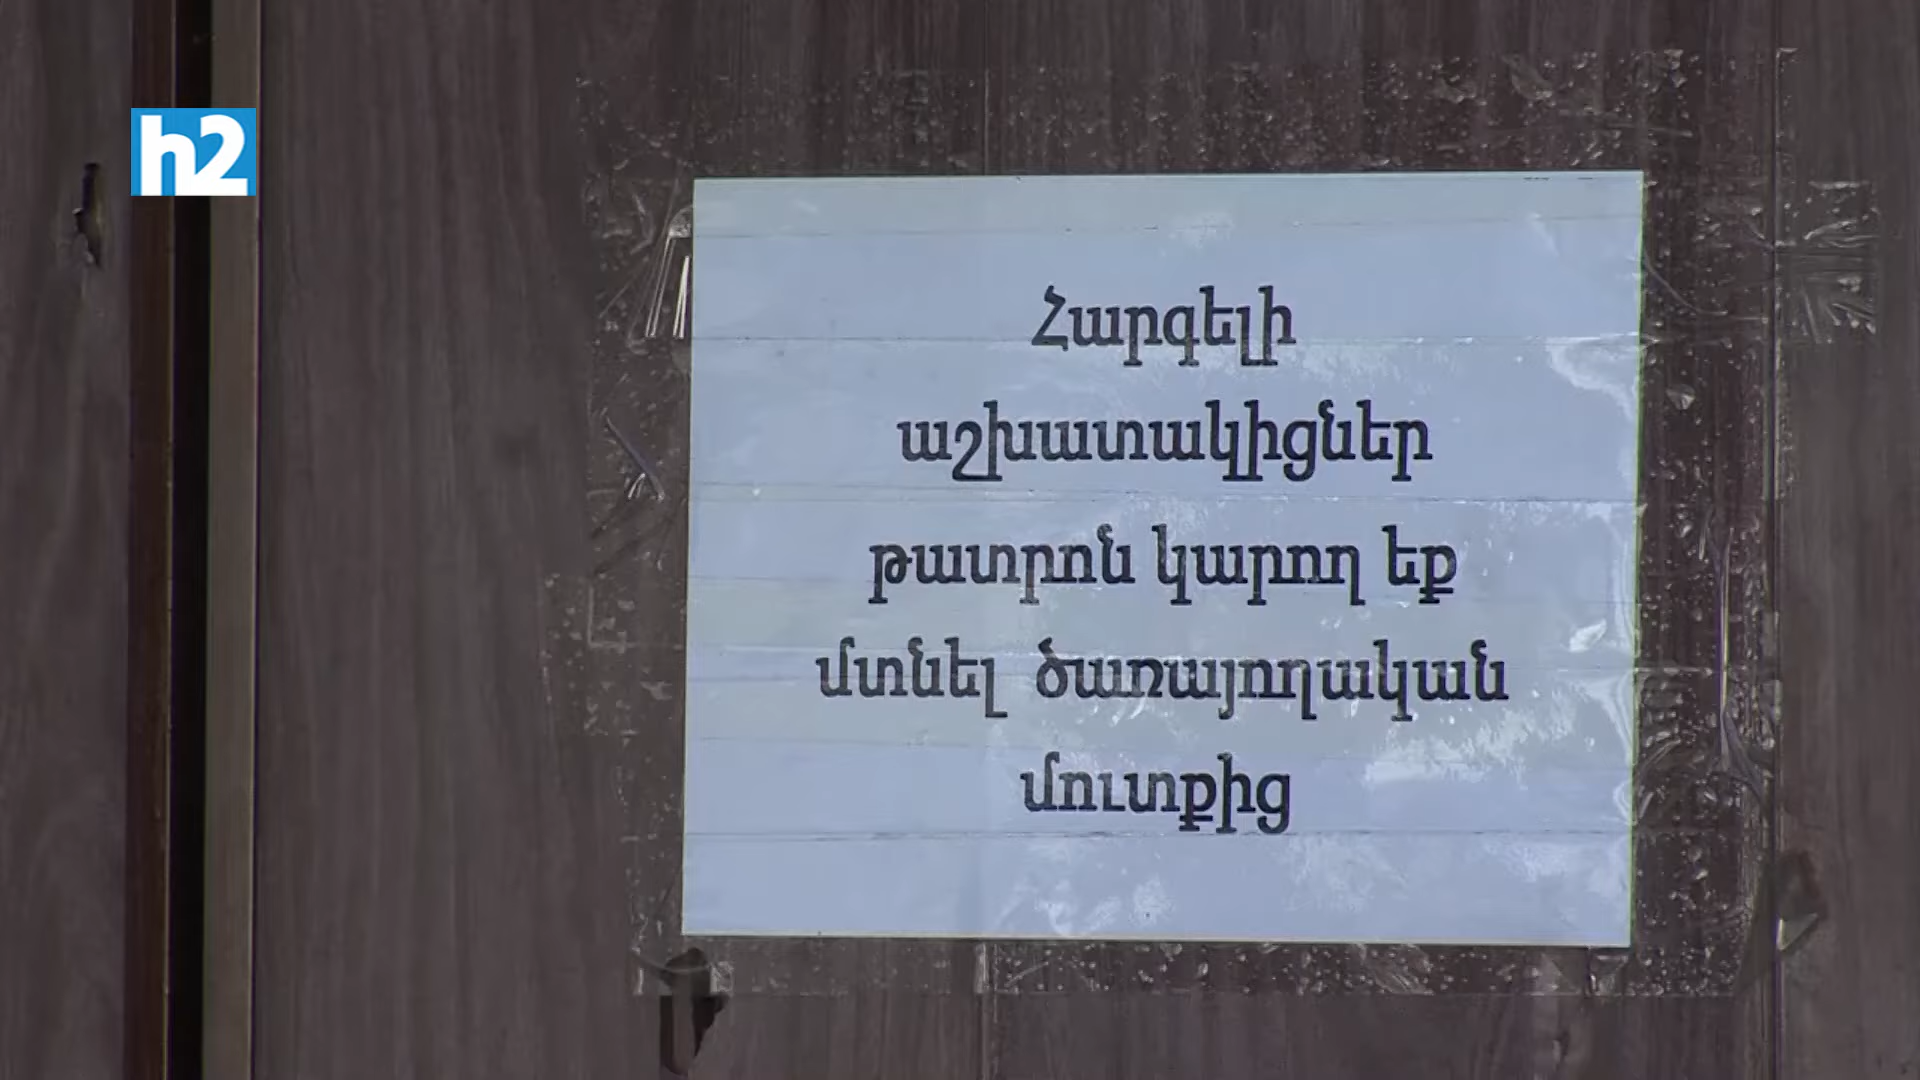 h2
Հարգելի
աշխատակիցներ
թատրոն կարող եք
մտնել ծառայողական
մուտքից